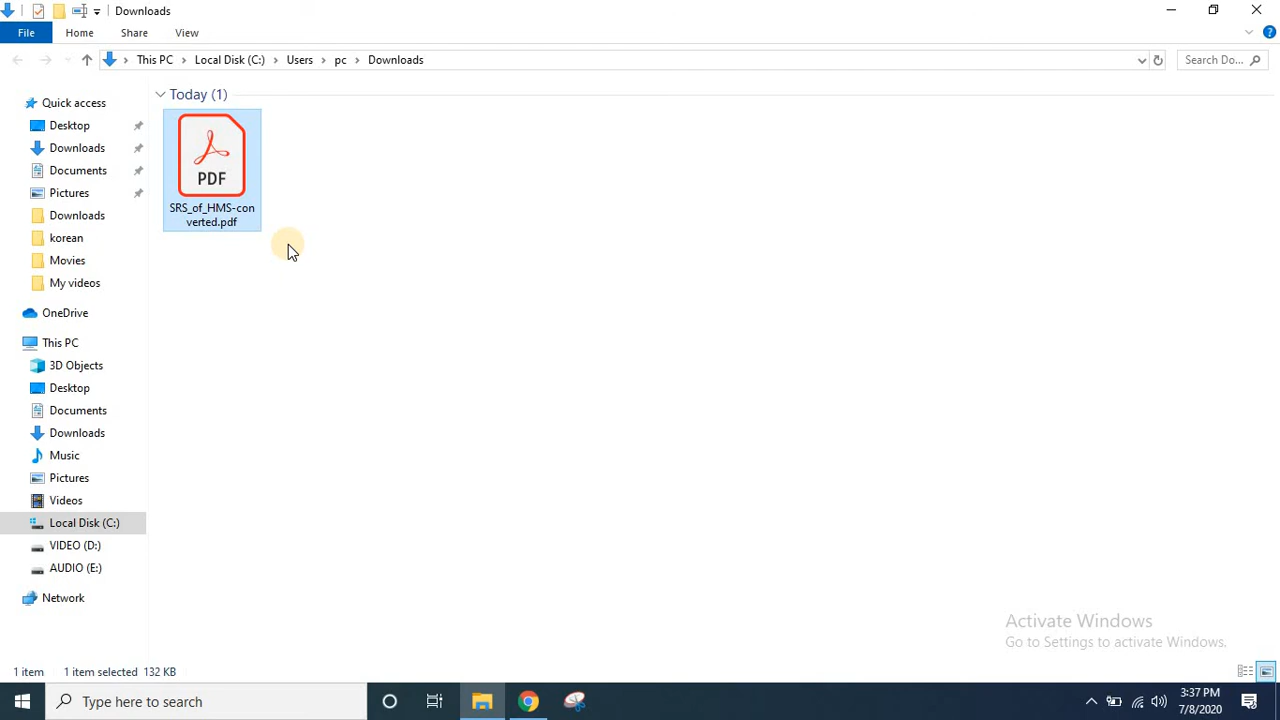 Downloads
File
Home
Share
View
This PC
Local Disk (C:)
Users
pc
Downloads
Search Do...
Quick access
Desktop
Downloads
Documents
Pictures
Downloads
korean
Movies
My videos
OneDrive
This PC
3D Objects
Desktop
Documents
Downloads
Music
Pictures
Videos
Local Disk (C:)
VIDEO (D:)
AUDIO (E:)
Network
Today (1)
PDF
SRS_of_HMS-con
verted.pdf
Activate Windows
Go to Settings to activate Windows.
1 item
1 item selected 132 KB
Type here to search
3:37 PM
7/8/2020